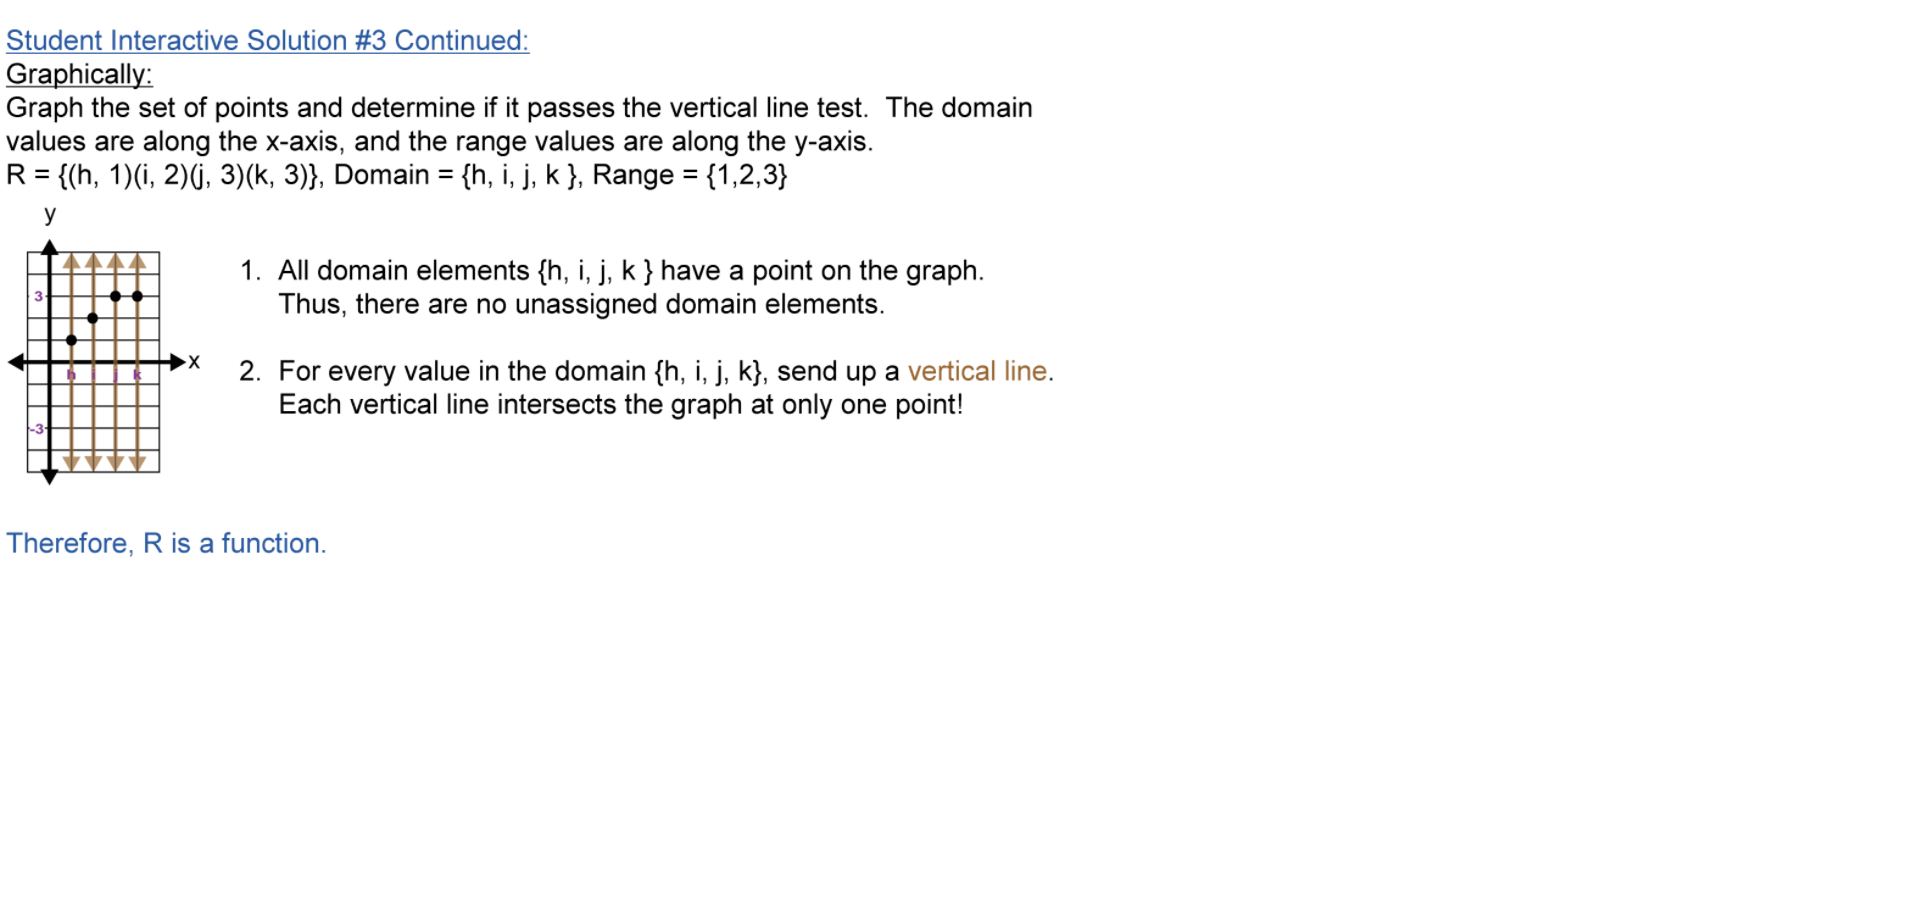 Student Interactive Solution #3 Continued:
Graphically:
Graph the set of points and determine if it passes the vertical line test.  The domain
values are along the x-axis, and the range values are along the y-axis.
R = {(h, 1)(i, 2)(j, 3)(k, 3)}, Domain = {h, i, j, k }, Range = {1,2,3}
y
3
x
h i j k
-3
1. All domain elements {h, i, j, k } have a point on the graph.
Thus, there are no unassigned domain elements.
2. For every value in the domain {h, i, j, k}, send up a vertical line.
Each vertical line intersects the graph at only one point!
Therefore, R is a function.